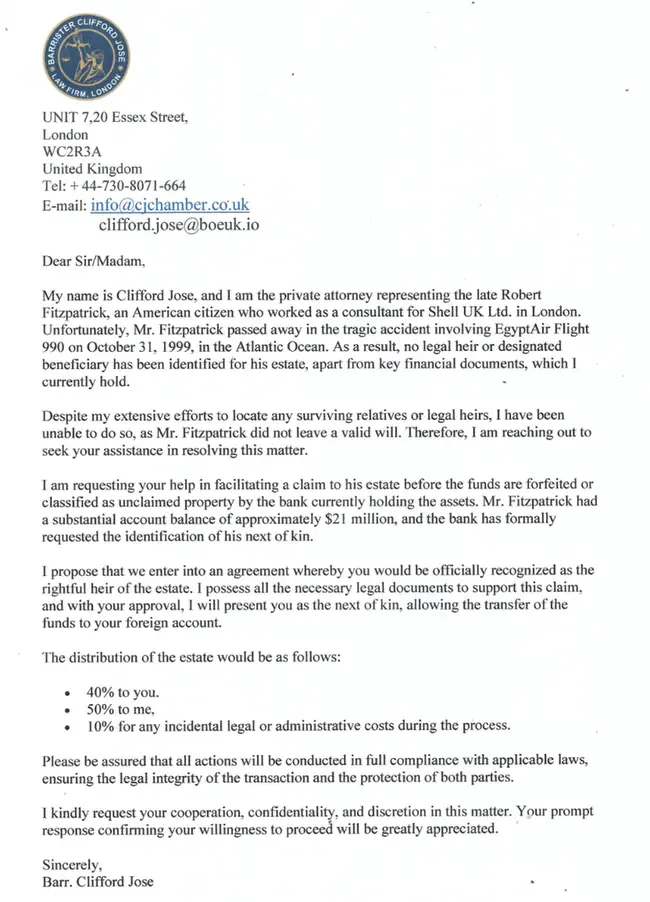 BARRISTER CLIFFORD JOSE
LAW FIRM, LONDON
UNIT 7,20 Essex Street,
London
WC2R3A
United Kingdom
Tel: + 44-730-8071-664
E-mail: info@cjchamber.co.uk
clifford.jose@boeuk.io
Dear Sir/Madam,
My name is Clifford Jose, and I am the private attorney representing the late Robert
Fitzpatrick, an American citizen who worked as a consultant for Shell UK Ltd. in London.
Unfortunately, Mr. Fitzpatrick passed away in the tragic accident involving EgyptAir Flight
990 on October 31, 1999, in the Atlantic Ocean. As a result, no legal heir or designated
beneficiary has been identified for his estate, apart from key financial documents, which I
currently hold.
Despite my extensive efforts to locate any surviving relatives or legal heirs, I have been
unable to do so, as Mr. Fitzpatrick did not leave a valid will. Therefore, I am reaching out to
seek your assistance in resolving this matter.
I am requesting your help in facilitating a claim to his estate before the funds are forfeited or
classified as unclaimed property by the bank currently holding the assets. Mr. Fitzpatrick had
a substantial account balance of approximately $21 million, and the bank has formally
requested the identification of his next of kin.
I propose that we enter into an agreement whereby you would be officially recognized as the
rightful heir of the estate. I possess all the necessary legal documents to support this claim,
and with your approval, I will present you as the next of kin, allowing the transfer of the
funds to your foreign account.
The distribution of the estate would be as follows:
• 40% to you.
• 50% to me,
• 10% for any incidental legal or administrative costs during the process.
Please be assured that all actions will be conducted in full compliance with applicable laws,
ensuring the legal integrity of the transaction and the protection of both parties.
I kindly request your cooperation, confidentiality, and discretion in this matter. Your prompt
response confirming your willingness to proceed will be greatly appreciated.
Sincerely,
Barr. Clifford Jose